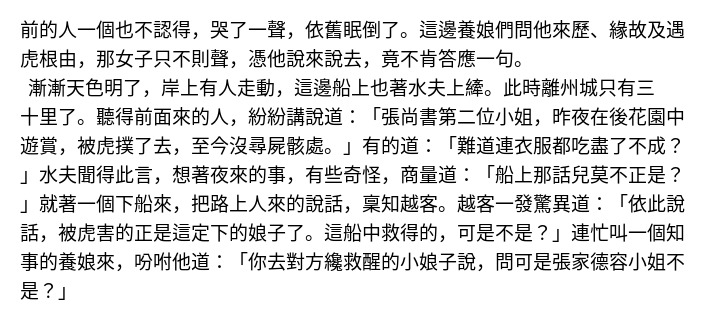 前的人一個也不認得，哭了一聲，依舊眠倒了。這邊養娘們問他來歷、緣故及遇
虎根由，那女子只不則聲，憑他說來說去，竟不肯答應一句。
漸漸天色明了，岸上有人走動，這邊船上也著水夫上縴。此時離州城只有三
十里了。聽得前面來的人，紛紛講說道：「張尚書第二位小姐，昨夜在後花園中
遊賞，被虎撲了去，至今沒尋屍骸處。」有的道：「難道連衣服都吃盡了不成？
」水夫聞得此言，想著夜來的事，有些奇怪，商量道：「船上那話兒莫不正是？
」就著一個下船來，把路上人來的說話，稟知越客。越客一發驚異道：「依此說
話，被虎害的正是這定下的娘子了。這船中救得的，可是不是？」連忙叫一個知
事的養娘來，吩咐他道：「你去對方纔救醒的小娘子說，問可是張家德容小姐不
是？」